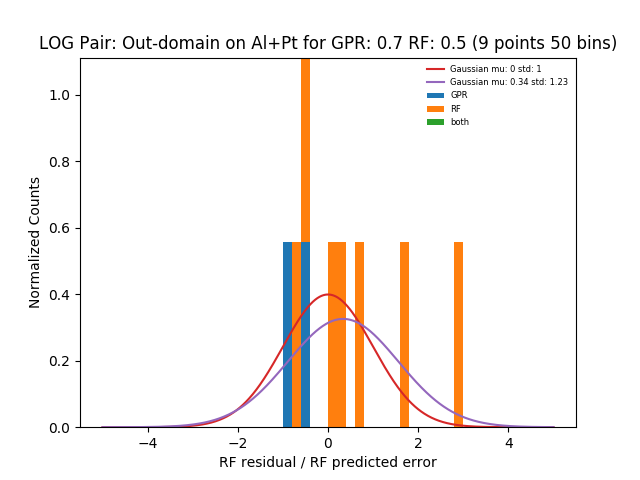 LOG Pair: Out-domain on Al+Pt for GPR: 0.7 RF: 0.5 (9 points 50 bins)
Gaussian mu: 0 std: 1
Gaussian mu: 0.34 std: 1.23
GPR
RF
both
1.0
0.8
0.6
0.4
0.2
0.0
Normalized Counts
−4
−2
0
2
4
RF residual / RF predicted error